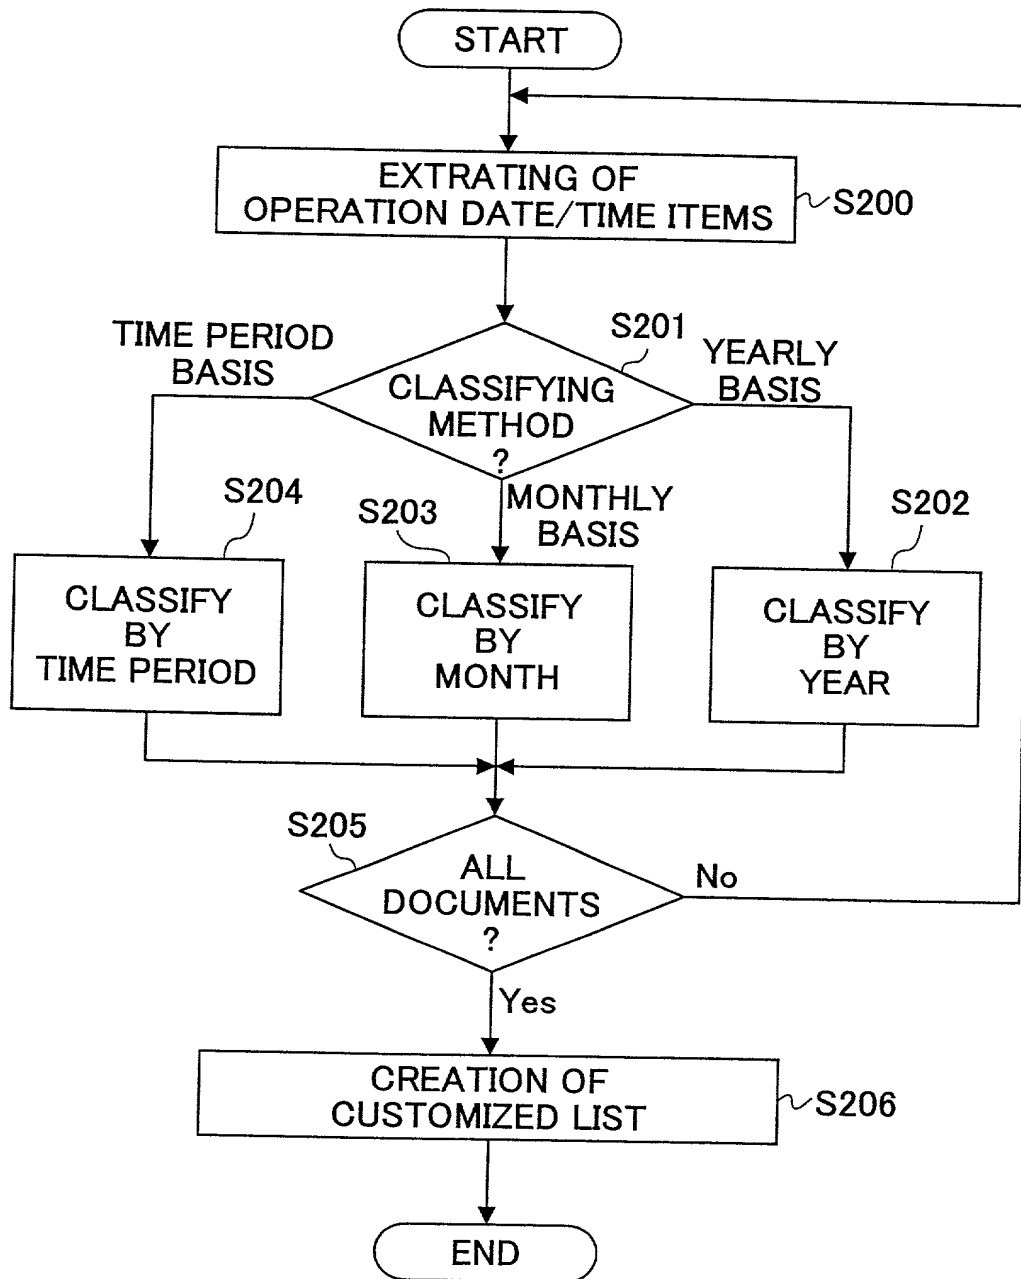 START
EXTRATING OF
OPERATION DATE/TIME ITEMS
S200
S201
TIME PERIOD
BASIS
YEARLY
BASIS
CLASSIFYING
METHOD
?
S204
S203
MONTHLY
BASIS
S202
CLASSIFY
BY
TIME PERIOD
CLASSIFY
BY
MONTH
CLASSIFY
BY
YEAR
S205
ALL
DOCUMENTS
?
No
Yes
CREATION OF
CUSTOMIZED LIST
S206
END